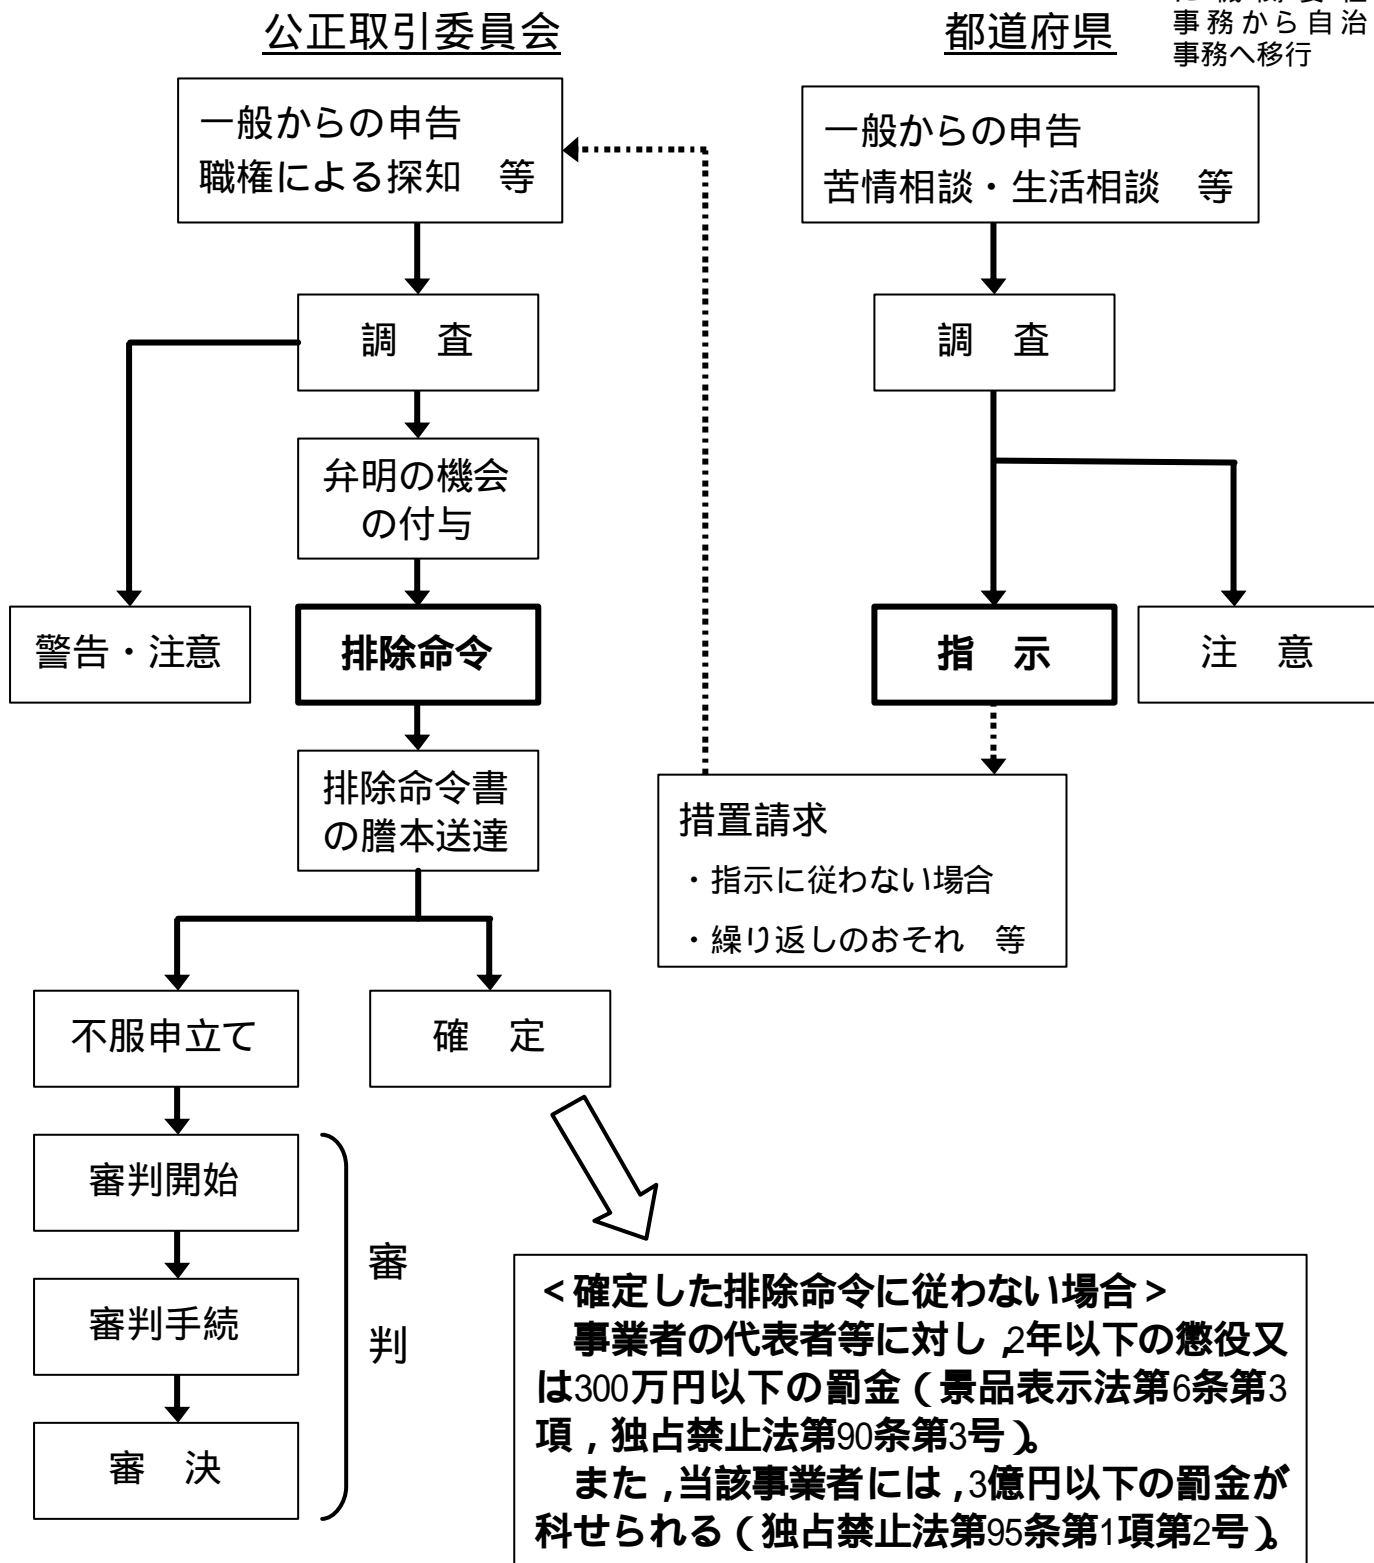 公正取引委員会
一般からの申告
職権による探知　等
調　査
弁明の機会
の付与
警告・注意
排除命令
排除命令書
の謄本送達
不服申立て
確　定
審判開始
審判手続
審　決
審
判
都道府県
事務から自治
事務へ移行
一般からの申告
苦情相談・生活相談　等
調　査
指　示
注　意
措置請求
・指示に従わない場合
・繰り返しのおそれ　等
＜確定した排除命令に従わない場合＞
事業者の代表者等に対し，2年以下の懲役又
は300万円以下の罰金（景品表示法第6条第3
項，独占禁止法第90条第3号）。
また，当該事業者には，3億円以下の罰金が
科せられる（独占禁止法第95条第1項第2号）。